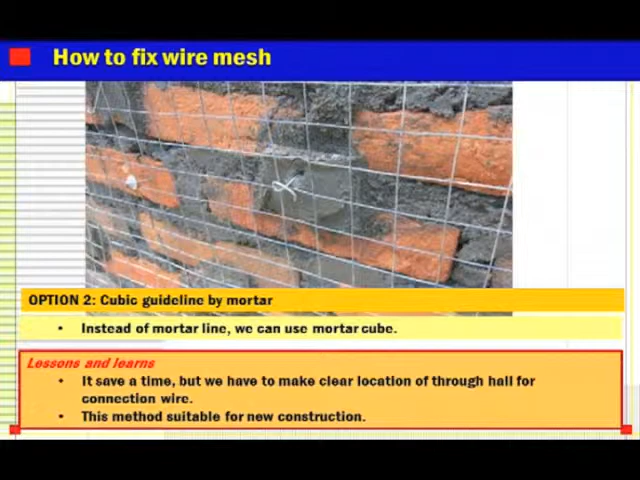 How to fix wire mesh
OPTION 2: Cubic guideline by mortar
• Instead of mortar line, we can use mortar cube.
Lessons and learns
• It save a time, but we have to make clear location of through hall for
connection wire.
• This method suitable for new construction.